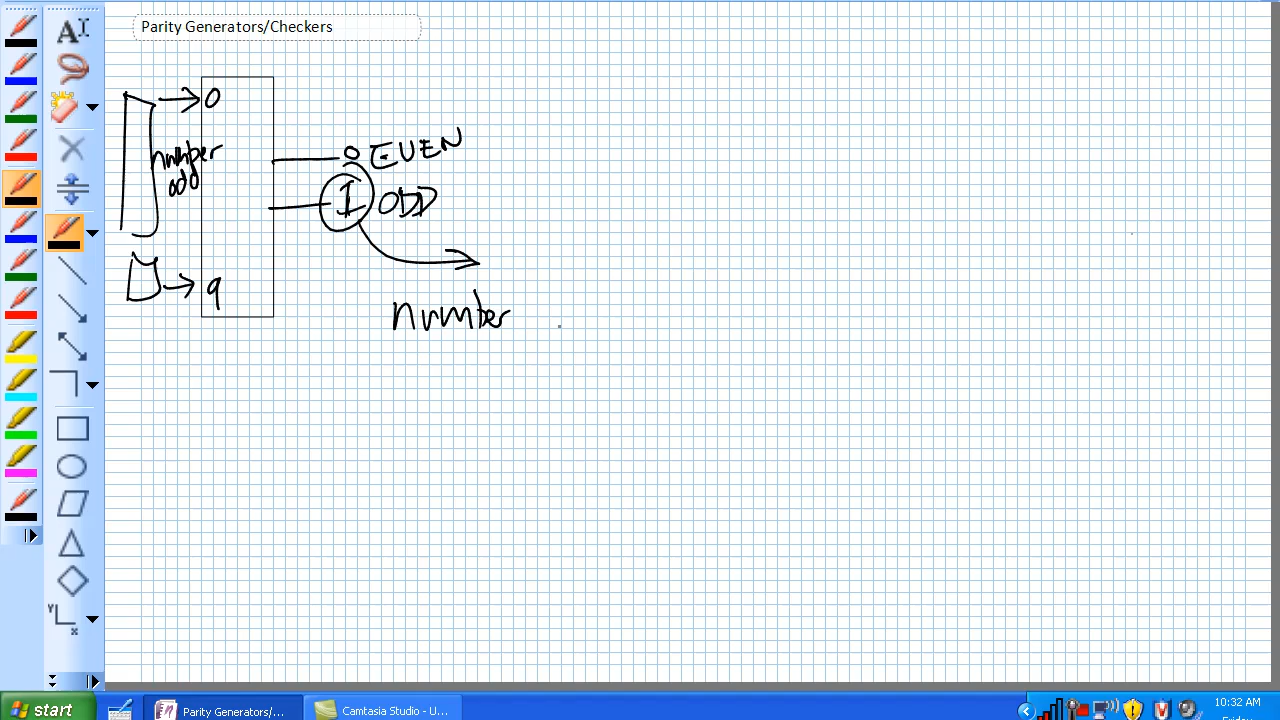 Parity Generators/Checkers
0
number
odd
0 EVEN
1 ODD
9
number
start
Parity Generators/...
Camtasia Studio - U...
10:32 AM
Friday